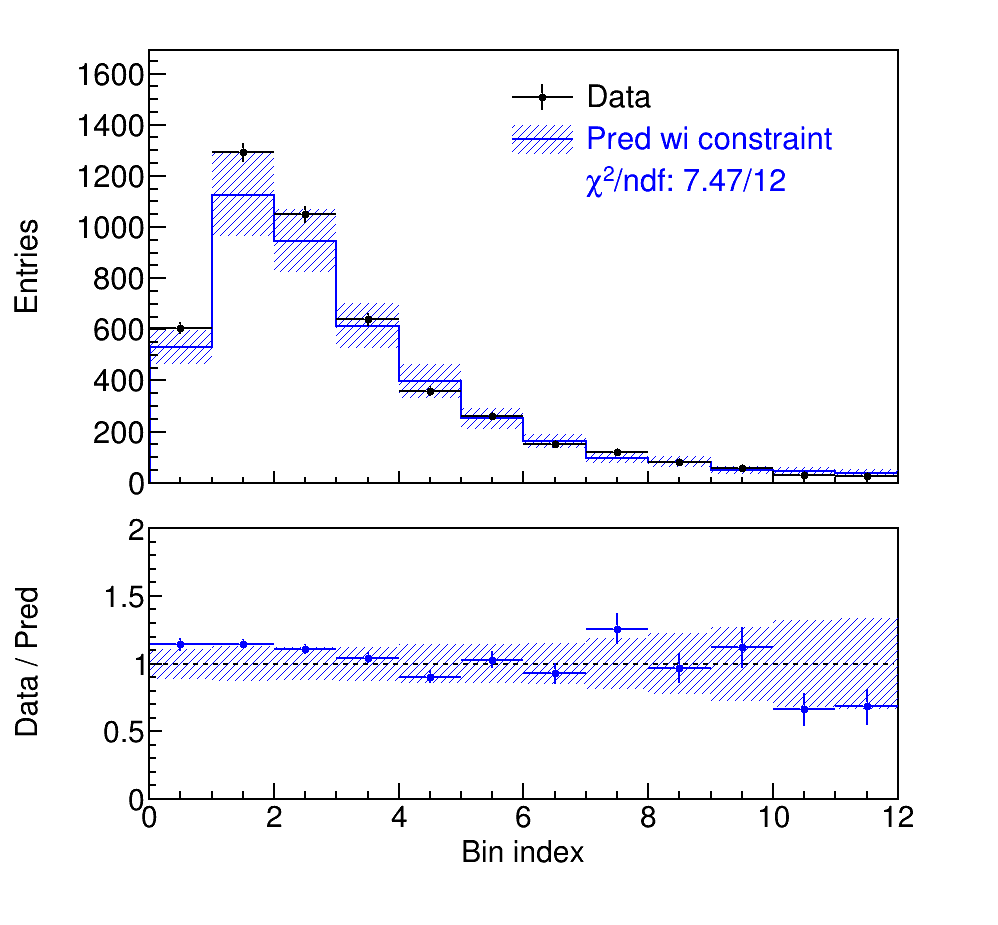 Entries
1600
1400
1200
1000
800
600
400
200
0
Data
Pred wi constraint
χ²/ndf: 7.47/12
Data / Pred
2
1.5
1
0.5
0
0 2 4 6 8 10 12
Bin index